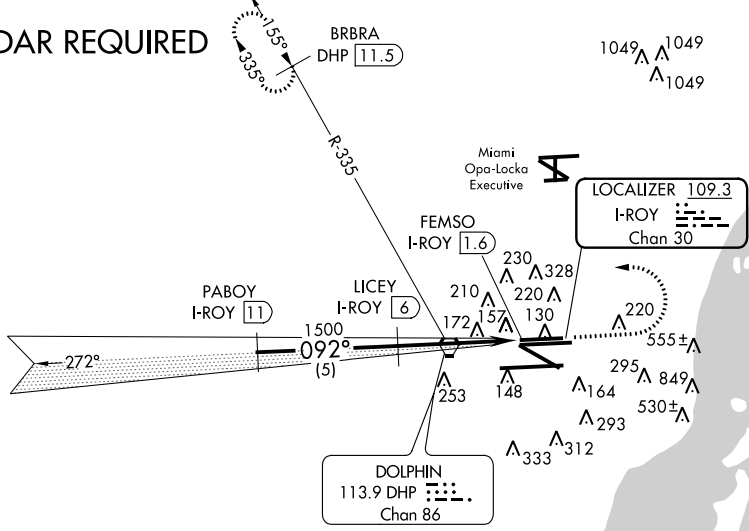 DAR REQUIRED
155°
335°
BRBRA
DHP 11.5
1049
1049
1049
R-335
Miami
Opa-Locka
Executive
LOCALIZER 109.3
I-ROY
Chan 30
FEMSO
I-ROY 1.6
230
328
210
220
PABOY
I-ROY 11
LICEY
I-ROY 6
172
157
130
220
1500
092°
(5)
272°
555±
253
148
164
295
849
293
530±
333
312
DOLPHIN
113.9 DHP
Chan 86